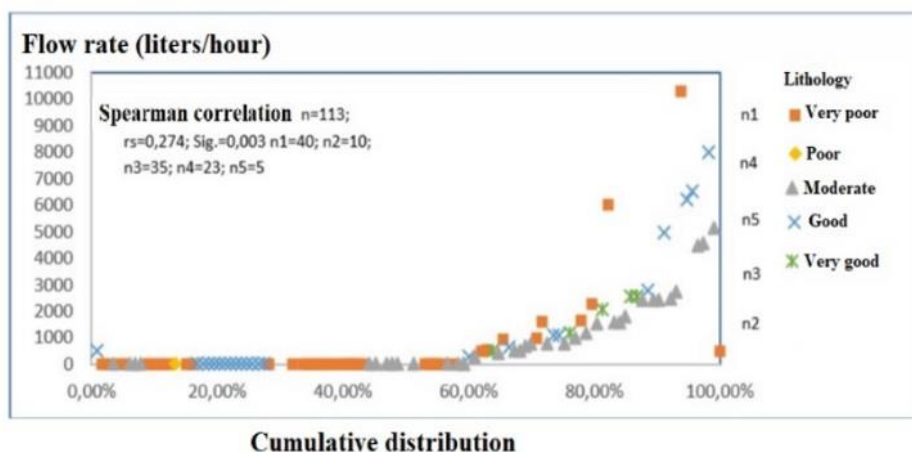 Flow rate (liters/hour)
11000
10000
9000
8000
7000
6000
5000
4000
3000
2000
1000
0
Spearman correlation n=113;
rs=0,274; Sig.=0,003 n1=40; n2=10;
n3=35; n4=23; n5=5
0,00% 20,00% 40,00% 60,00% 80,00% 100,00%
Cumulative distribution
Lithology
n1 Very poor
n4 Poor
Moderate
n5 Good
n3 Very good
n2